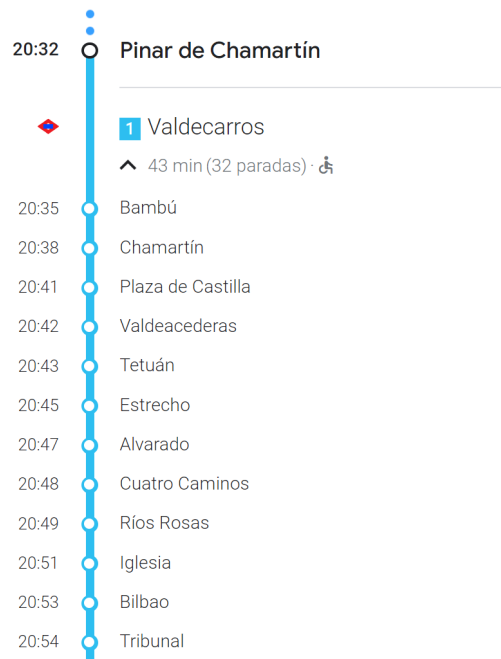 20:32 Pinar de Chamartín
1 Valdecarros
43 min (32 paradas) ·
20:35 Bambú
20:38 Chamartín
20:41 Plaza de Castilla
20:42 Valdeacederas
20:43 Tetuán
20:45 Estrecho
20:47 Alvarado
20:48 Cuatro Caminos
20:49 Ríos Rosas
20:51 Iglesia
20:53 Bilbao
20:54 Tribunal